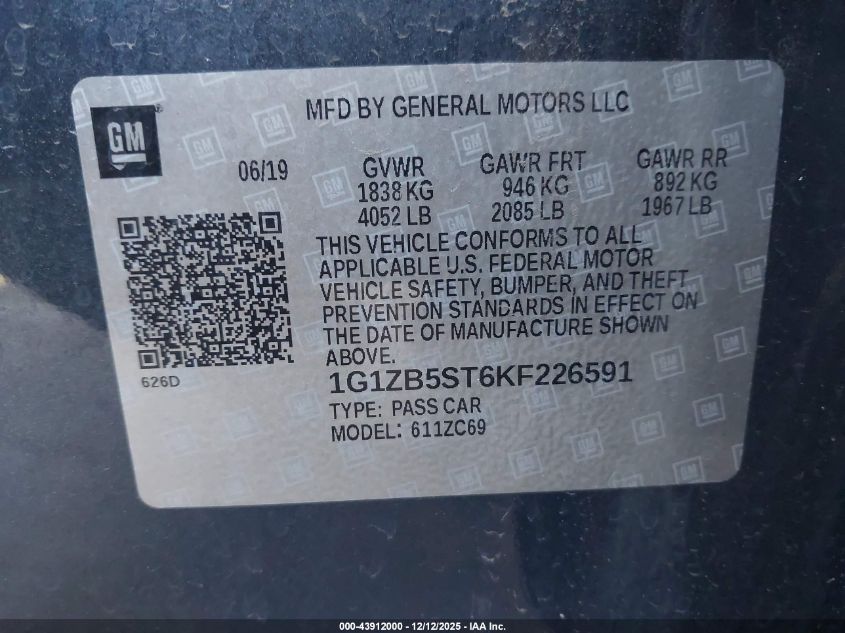 GM
MFD BY GENERAL MOTORS LLC
06/19 GVWR GAWR FRT GAWR RR
1838 KG 946 KG 892 KG
4052 LB 2085 LB 1967 LB
THIS VEHICLE CONFORMS TO ALL
APPLICABLE U.S. FEDERAL MOTOR
VEHICLE SAFETY, BUMPER, AND THEFT
PREVENTION STANDARDS IN EFFECT ON
THE DATE OF MANUFACTURE SHOWN
ABOVE.
626D
1G1ZB5ST6KF226591
TYPE: PASS CAR
MODEL: 611ZC69
000-43912000 - 12/12/2025 - IAA Inc.